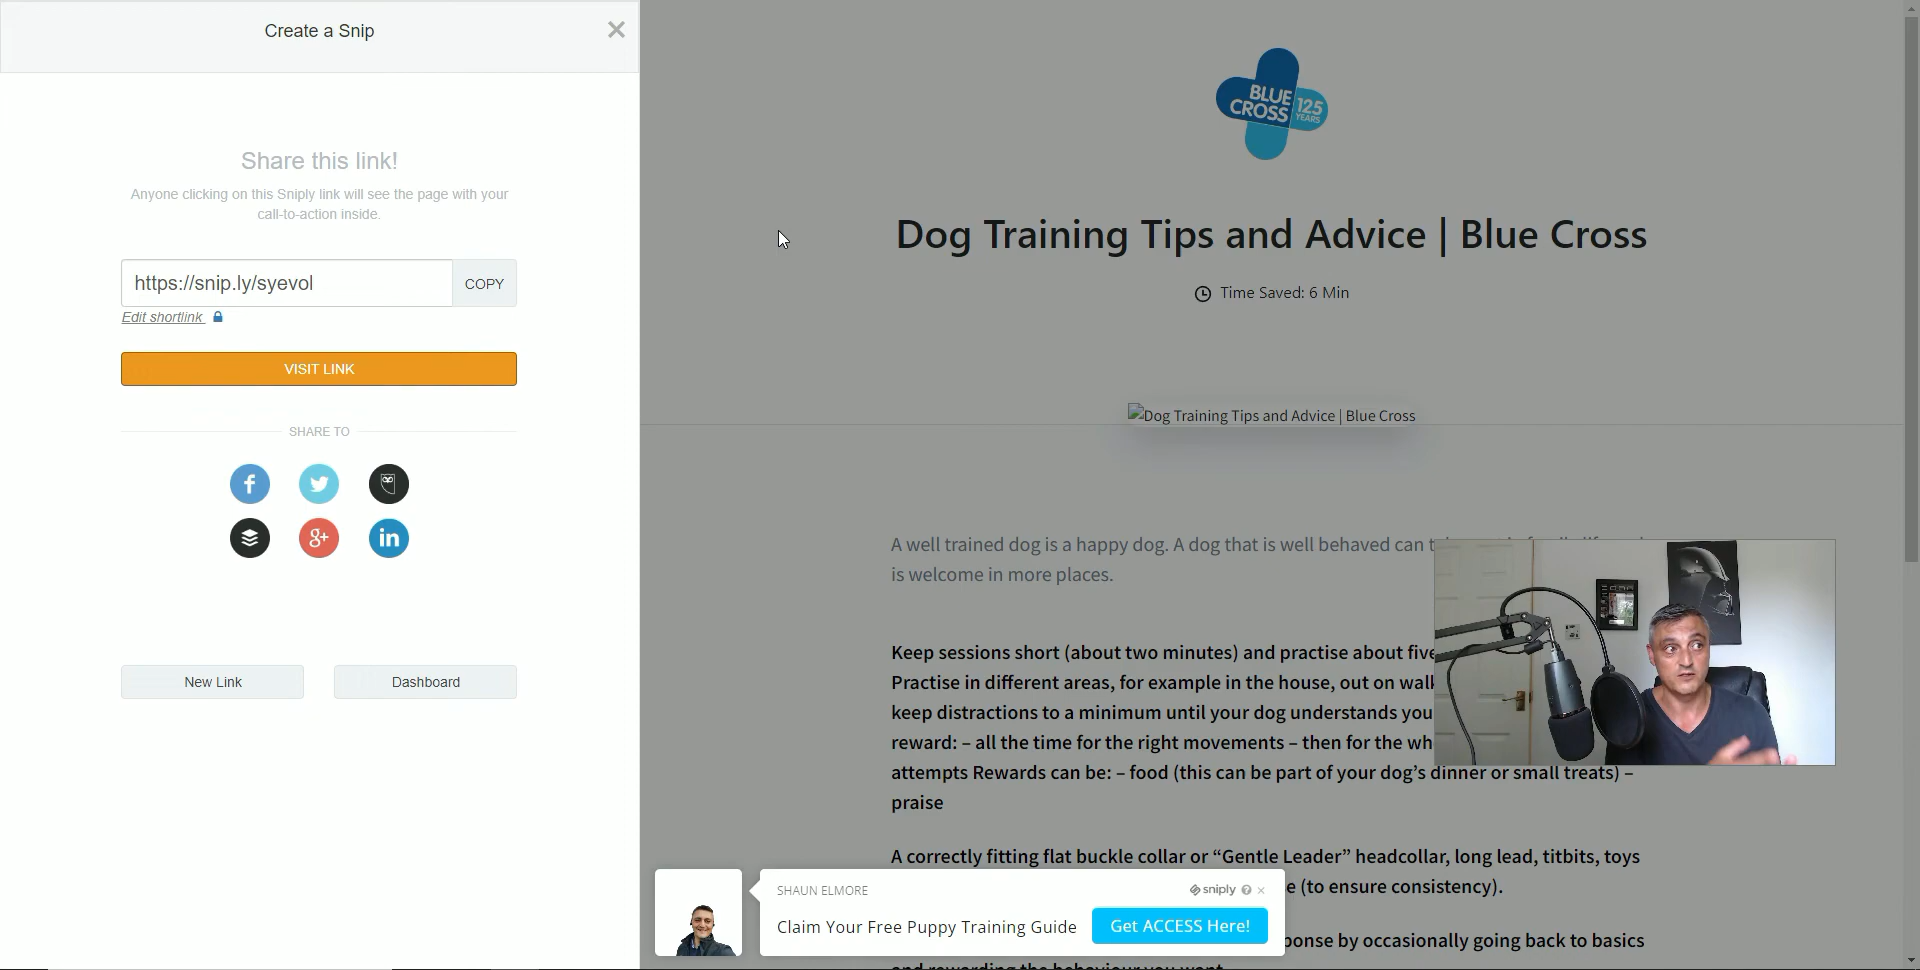 Create a Snip
Share this link!
Anyone clicking on this Sniply link will see the page with your
call-to-action inside.
https://snip.ly/syevol
COPY
Edit shortlink
VISIT LINK
SHARE TO
f
g+
in
New Link
Dashboard
BLUE
CROSS
125
YEARS
Dog Training Tips and Advice | Blue Cross
Time Saved: 6 Min
Dog Training Tips and Advice | Blue Cross
A well trained dog is a happy dog. A dog that is well behaved can
is welcome in more places.
Keep sessions short (about two minutes) and practise about five
Practise in different areas, for example in the house, out on
keep distractions to a minimum until your dog understands
reward: – all the time for the right movements – then for the
attempts Rewards can be: – food (this can be part of your dog’s dinner or small treats) –
praise
A correctly fitting flat buckle collar or “Gentle Leader” headcollar, long lead, titbits, toys
(to ensure consistency).
by occasionally going back to basics
and rewarding the behaviour you want
SHAUN ELMORE
sniply
Claim Your Free Puppy Training Guide
Get ACCESS Here!